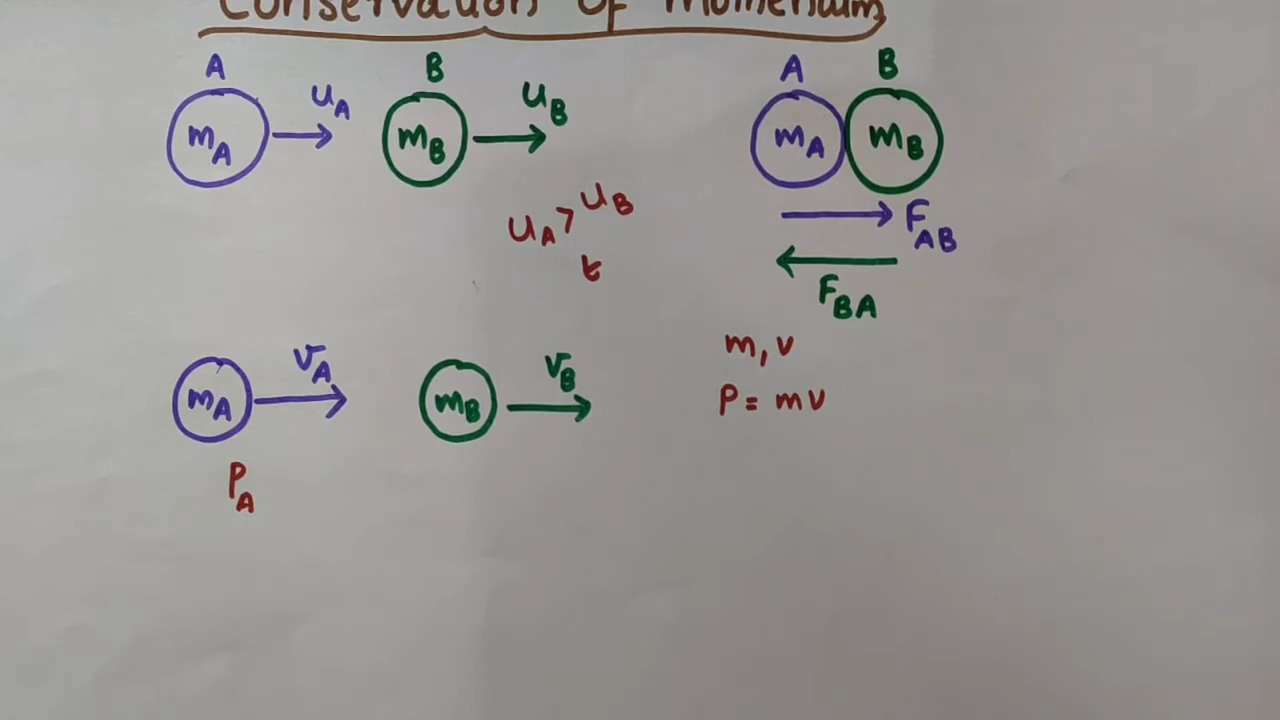 Conservation of Momentum
A
B
A
B
mA
uA
mB
uB
mA
mB
uA > uB
t
FAB
FBA
m, v
P = mv
mA
vA
mB
vB
PA